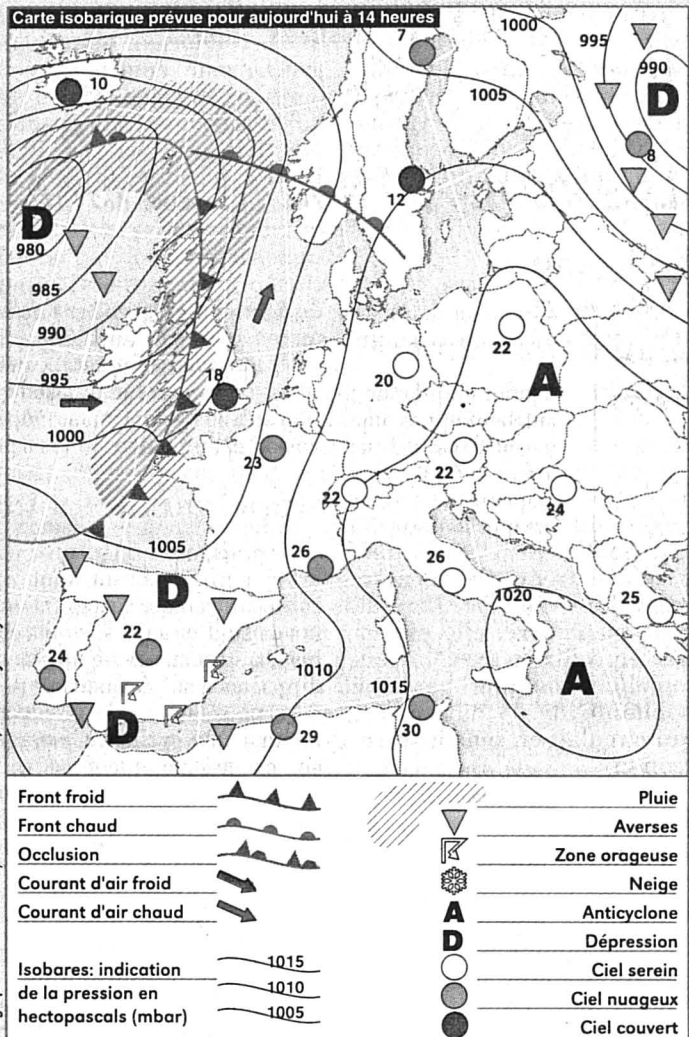 Carte isobarique prévue pour aujourd'hui à 14 heures
7
1000
995
990
D
10
1005
8
12
D
980
985
990
995
1000
18
22
20
A
23
22
22
24
1005
26
26
1020
25
D
22
24
1010
1015
A
D
29
30
Front froid
Front chaud
Occlusion
Courant d'air froid
Courant d'air chaud
Isobares: indication
de la pression en
hectopascals (mbar)
1015
1010
1005
Pluie
Averses
Zone orageuse
Neige
A Anticyclone
D Dépression
Ciel serein
Ciel nuageux
Ciel couvert